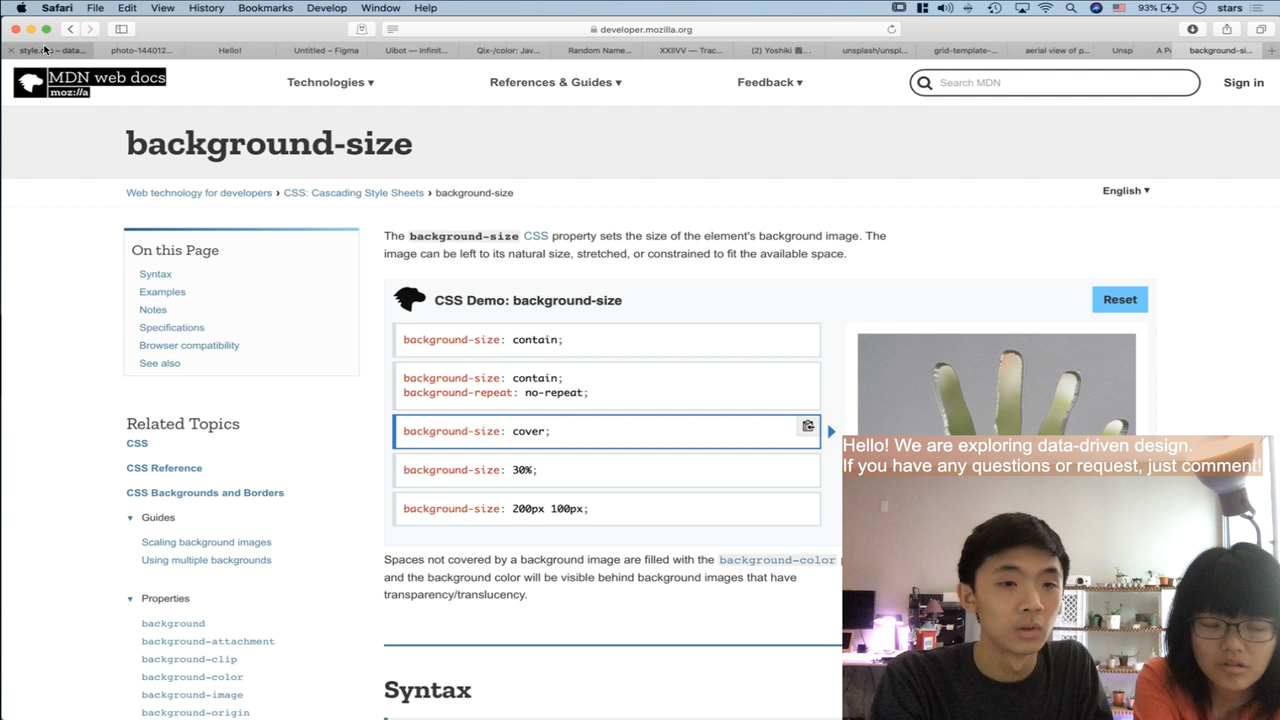 Safari File Edit View History Bookmarks Develop Window Help 93% stars
developer.mozilla.org
style.css – data... photo-144012... Hello! Untitled – Figma Uibot — Infinit... Qix-/color: Jav... Random Name... XXIIVV — Trac... (2) Yoshiki unsplash/unspl... grid-template-... aerial view of p... Unsp background-si...
MDN web docs
moz://a
Technologies ▾ References & Guides ▾ Feedback ▾ Search MDN Sign in
background-size
Web technology for developers › CSS: Cascading Style Sheets › background-size
English ▾
On this Page
Syntax
Examples
Notes
Specifications
Browser compatibility
See also
Related Topics
CSS
CSS Reference
CSS Backgrounds and Borders
▾ Guides
Scaling background images
Using multiple backgrounds
▾ Properties
background
background-attachment
background-clip
background-color
background-image
background-origin
The background-size CSS property sets the size of the element's background image. The
image can be left to its natural size, stretched, or constrained to fit the available space.
CSS Demo: background-size
Reset
background-size: contain;
background-size: contain;
background-repeat: no-repeat;
background-size: cover;
background-size: 30%;
background-size: 200px 100px;
Spaces not covered by a background image are filled with the background-color
and the background color will be visible behind background images that have
transparency/translucency.
Syntax
Hello! We are exploring data-driven design.
If you have any questions or request, just comment!